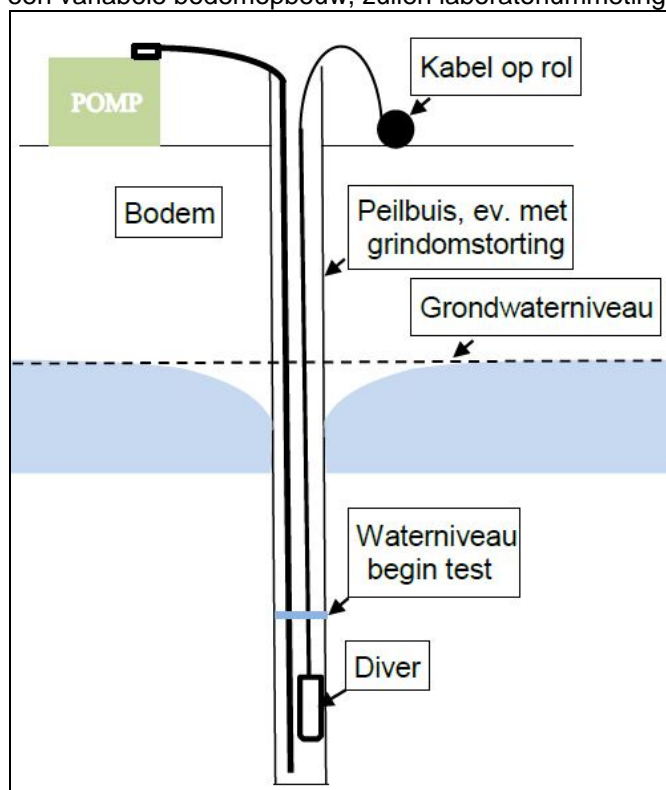 een variabele bodemopbouw, zullen laboratoriummeting
Kabel op rol
POMP
Bodem
Peilbuis, ev. met
grindomstorting
Grondwaterniveau
Waterniveau
begin test
Diver